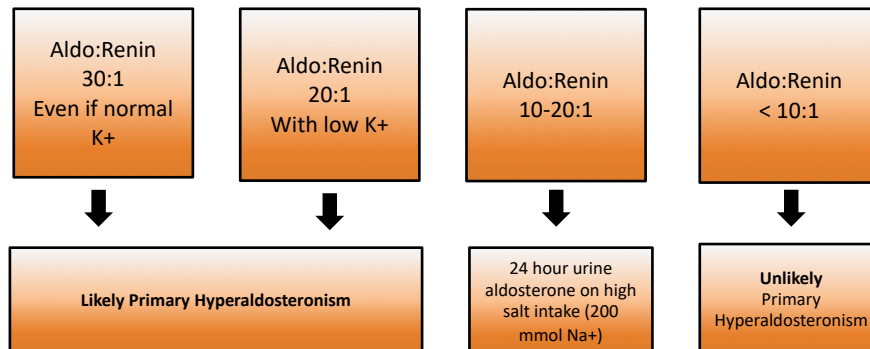 Aldo:Renin
30:1
Even if normal
K+
Aldo:Renin
20:1
With low K+
Aldo:Renin
10-20:1
Aldo:Renin
< 10:1
Likely Primary Hyperaldosteronism
24 hour urine
aldosterone on high
salt intake (200
mmol Na+)
Unlikely
Primary
Hyperaldosteronism